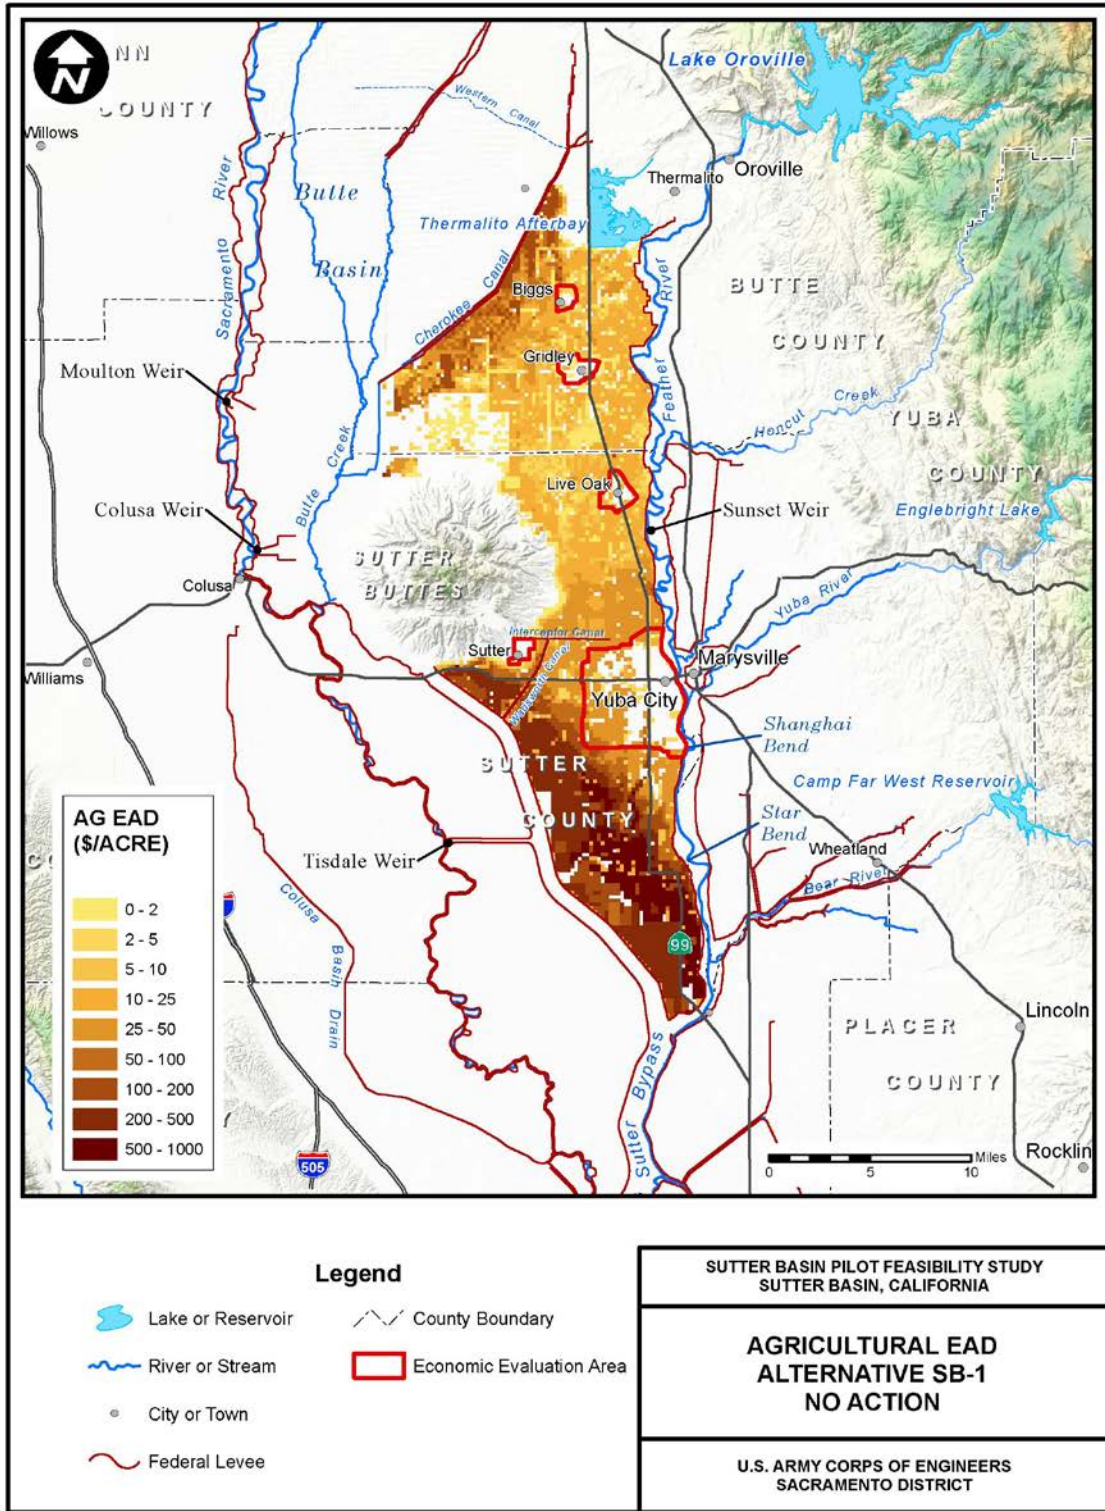 N
NN
COUNTY
Lake Oroville
Western Canal
Willows
River
Sacramento
Butte
Basin
Thermalito
Oroville
Thermalito Afterbay
Cherokee Canal
Biggs
River
Feather
BUTTE
COUNTY
Moulton Weir
Gridley
Honcut Creek
YUBA
COUNTY
Butte Creek
Live Oak
Colusa Weir
Sunset Weir
Englebright Lake
SUTTER
BUTTES
Colusa
Yuba River
Interceptor Canal
Sutter
Wadsworth Canal
Marysville
Williams
Yuba City
Shanghai
Bend
SUTTER
Camp Far West Reservoir
COUNTY
Star
Bend
Tisdale Weir
Wheatland
Bear River
AG EAD
($/ACRE)
0 - 2
2 - 5
5 - 10
10 - 25
25 - 50
50 - 100
100 - 200
200 - 500
500 - 1000
Colusa Basin Drain
99
Lincoln
PLACER
COUNTY
Sutter Bypass
505
0 5 10 Miles
Rocklin
Legend
Lake or Reservoir
County Boundary
River or Stream
Economic Evaluation Area
City or Town
Federal Levee
SUTTER BASIN PILOT FEASIBILITY STUDY
SUTTER BASIN, CALIFORNIA
AGRICULTURAL EAD
ALTERNATIVE SB-1
NO ACTION
U.S. ARMY CORPS OF ENGINEERS
SACRAMENTO DISTRICT